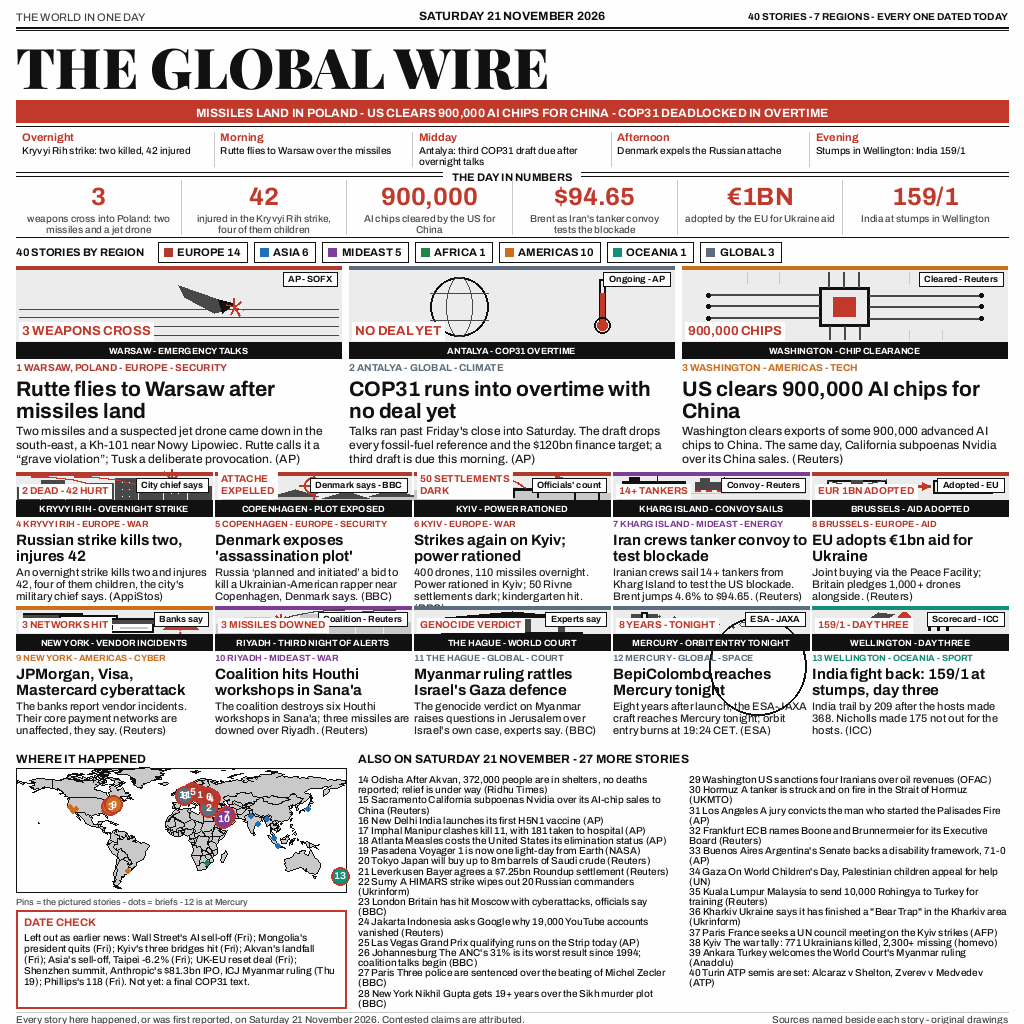 THE WORLD IN ONE DAY
SATURDAY 21 NOVEMBER 2026
40 STORIES - 7 REGIONS - EVERY ONE DATED TODAY
THE GLOBAL WIRE
MISSILES LAND IN POLAND - US CLEARS 900,000 AI CHIPS FOR CHINA - COP31 DEADLOCKED IN OVERTIME
Overnight
Kryvyi Rih strike: two killed, 42 injured
Morning
Rutte flies to Warsaw over the missiles
Midday
Antalya: third COP31 draft due after
overnight talks
Afternoon
Denmark expels the Russian attache
Evening
Stumps in Wellington: India 159/1
THE DAY IN NUMBERS
3
weapons cross into Poland: two
missiles and a jet drone
42
injured in the Kryvyi Rih strike,
four of them children
900,000
AI chips cleared by the US for
China
$94.65
Brent as Iran's tanker convoy
tests the blockade
€1BN
adopted by the EU for Ukraine aid
159/1
India at stumps in Wellington
40 STORIES BY REGION
EUROPE 14
ASIA 6
MIDEAST 5
AFRICA 1
AMERICAS 10
OCEANIA 1
GLOBAL 3
AP - SOFX
3 WEAPONS CROSS
WARSAW - EMERGENCY TALKS
1 WARSAW, POLAND - EUROPE - SECURITY
Rutte flies to Warsaw after
missiles land
Two missiles and a suspected jet drone came down in the
south-east, a Kh-101 near Nowy Lipowiec. Rutte calls it a
“grave violation”; Tusk a deliberate provocation. (AP)
Ongoing - AP
NO DEAL YET
ANTALYA - COP31 OVERTIME
2 ANTALYA - GLOBAL - CLIMATE
COP31 runs into overtime with
no deal yet
Talks ran past Friday's close into Saturday. The draft drops
every fossil-fuel reference and the $120bn finance target; a
third draft is due this morning. (AP)
Cleared - Reuters
900,000 CHIPS
WASHINGTON - CHIP CLEARANCE
3 WASHINGTON - AMERICAS - TECH
US clears 900,000 AI chips for
China
Washington clears exports of some 900,000 advanced AI
chips to China. The same day, California subpoenas Nvidia
over its China sales. (Reuters)
City chief says
2 DEAD - 42 HURT
KRYVYI RIH - OVERNIGHT STRIKE
4 KRYVYI RIH - EUROPE - WAR
Russian strike kills two,
injures 42
An overnight strike kills two and injures
42, four of them children, the city's
military chief says. (AppiStos)
ATTACHE
EXPELLED
Denmark says - BBC
COPENHAGEN - PLOT EXPOSED
5 COPENHAGEN - EUROPE - SECURITY
Denmark exposes
'assassination plot'
Russia 'planned and initiated' a bid to
kill a Ukrainian-American rapper near
Copenhagen, Denmark says. (BBC)
50 SETTLEMENTS
DARK
Officials' count
KYIV - POWER RATIONED
6 KYIV - EUROPE - WAR
Strikes again on Kyiv;
power rationed
400 drones, 110 missiles overnight.
Power rationed in Kyiv; 50 Rivne
settlements dark; kindergarten hit.
14+ TANKERS
Convoy - Reuters
KHARG ISLAND - CONVOY SAILS
7 KHARG ISLAND - MIDEAST - ENERGY
Iran crews tanker convoy to
test blockade
Iranian crews sail 14+ tankers from
Kharg Island to test the US blockade.
Brent jumps 4.6% to $94.65. (Reuters)
EUR 1BN ADOPTED
Adopted - EU
BRUSSELS - AID ADOPTED
8 BRUSSELS - EUROPE - AID
EU adopts €1bn aid for
Ukraine
Joint buying via the Peace Facility;
Britain pledges 1,000+ drones
alongside. (Reuters)
3 NETWORKS HIT
Banks say
NEW YORK - VENDOR INCIDENTS
9 NEW YORK - AMERICAS - CYBER
JPMorgan, Visa,
Mastercard cyberattack
The banks report vendor incidents.
Their core payment networks are
unaffected, they say. (Reuters)
3 MISSILES DOWNED
Coalition - Reuters
RIYADH - THIRD NIGHT OF ALERTS
10 RIYADH - MIDEAST - WAR
Coalition hits Houthi
workshops in Sana'a
The coalition destroys six Houthi
workshops in Sana'a; three missiles are
downed over Riyadh. (Reuters)
GENOCIDE VERDICT
Experts say
THE HAGUE - WORLD COURT
11 THE HAGUE - GLOBAL - COURT
Myanmar ruling rattles
Israel's Gaza defence
The genocide verdict on Myanmar
raises questions in Jerusalem over
Israel's own case, experts say. (BBC)
8 YEARS - TONIGHT
ESA - JAXA
MERCURY - ORBIT ENTRY TONIGHT
12 MERCURY - GLOBAL - SPACE
BepiColombo reaches
Mercury tonight
Eight years after launch, the ESA-JAXA
craft reaches Mercury tonight; orbit
entry burns at 19:24 CET. (ESA)
159/1 - DAY THREE
Scorecard - ICC
WELLINGTON - DAY THREE
13 WELLINGTON - OCEANIA - SPORT
India fight back: 159/1 at
stumps, day three
India trail by 209 after the hosts made
368. Nicholls made 175 not out for the
hosts. (ICC)
WHERE IT HAPPENED
13
Pins = the pictured stories - dots = briefs - 12 is at Mercury
DATE CHECK
Left out as earlier news: Wall Street's AI sell-off (Fri); Mongolia's
president quits (Fri); Kyiv's three bridges hit (Fri); Akvan's landfall
(Fri); Asia's sell-off, Taipei -6.2% (Fri); UK-EU reset deal (Fri);
Shenzhen summit, Anthropic's $81.3bn IPO, ICJ Myanmar ruling (Thu
19); Phillips's 118 (Fri). Not yet: a final COP31 text.
ALSO ON SATURDAY 21 NOVEMBER - 27 MORE STORIES
14 Odisha After Akvan, 372,000 people are in shelters, no deaths
reported; relief is under way (Ridhu Times)
15 Sacramento California subpoenas Nvidia over its AI-chip sales to
China (Reuters)
16 New Delhi India launches its first H5N1 vaccine (AP)
17 Imphal Manipur clashes kill 11, with 181 taken to hospital (AP)
18 Atlanta Measles costs the United States its elimination status (AP)
19 Pasadena Voyager 1 is now one light-day from Earth (NASA)
20 Tokyo Japan will buy up to 8m barrels of Saudi crude (Reuters)
21 Leverkusen Bayer agrees a $7.25bn Roundup settlement (Reuters)
22 Sumy A HIMARS strike wipes out 20 Russian commanders
(Ukrinform)
23 London Britain has hit Moscow with cyberattacks, officials say
(BBC)
24 Jakarta Indonesia asks Google why 19,000 YouTube accounts
vanished (Reuters)
25 Las Vegas Grand Prix qualifying runs on the Strip today (AP)
26 Johannesburg The ANC's 31% is its worst result since 1994;
coalition talks begin (BBC)
27 Paris Three police are sentenced over the beating of Michel Zecler
(BBC)
28 New York Nikhil Gupta gets 19+ years over the Sikh murder plot
(BBC)
29 Washington US sanctions four Iranians over oil revenues (OFAC)
30 Hormuz A tanker is struck and on fire in the Strait of Hormuz
(UKMTO)
31 Los Angeles A jury convicts the man who started the Palisades Fire
(AP)
32 Frankfurt ECB names Boone and Brunnermeier for its Executive
Board (Reuters)
33 Buenos Aires Argentina's Senate backs a disability framework, 71-0
(AP)
34 Gaza On World Children's Day, Palestinian children appeal for help
(UN)
35 Kuala Lumpur Malaysia to send 10,000 Rohingya to Turkey for
training (Reuters)
36 Kharkiv Ukraine says it has finished a "Bear Trap" in the Kharkiv area
(Ukrinform)
37 Paris France seeks a UN council meeting on the Kyiv strikes (AFP)
38 Kyiv The war tally: 771 Ukrainians killed, 2,300+ missing (homevo)
39 Ankara Turkey welcomes the World Court's Myanmar ruling
(Anadolu)
40 Turin ATP semis are set: Alcaraz v Shelton, Zverev v Medvedev
(ATP)
Every story here happened, or was first reported, on Saturday 21 November 2026. Contested claims are attributed.
Sources named beside each story - original drawings